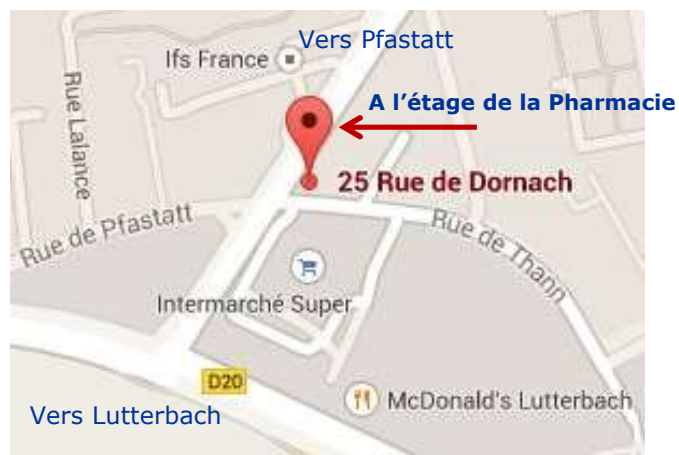 Vers Pfastatt
Ifs France
A l’étage de la Pharmacie
Rue Lalance
25 Rue de Dornach
Rue de Pfastatt
Rue de Thann
Intermarché Super
D20
McDonald's Lutterbach
Vers Lutterbach